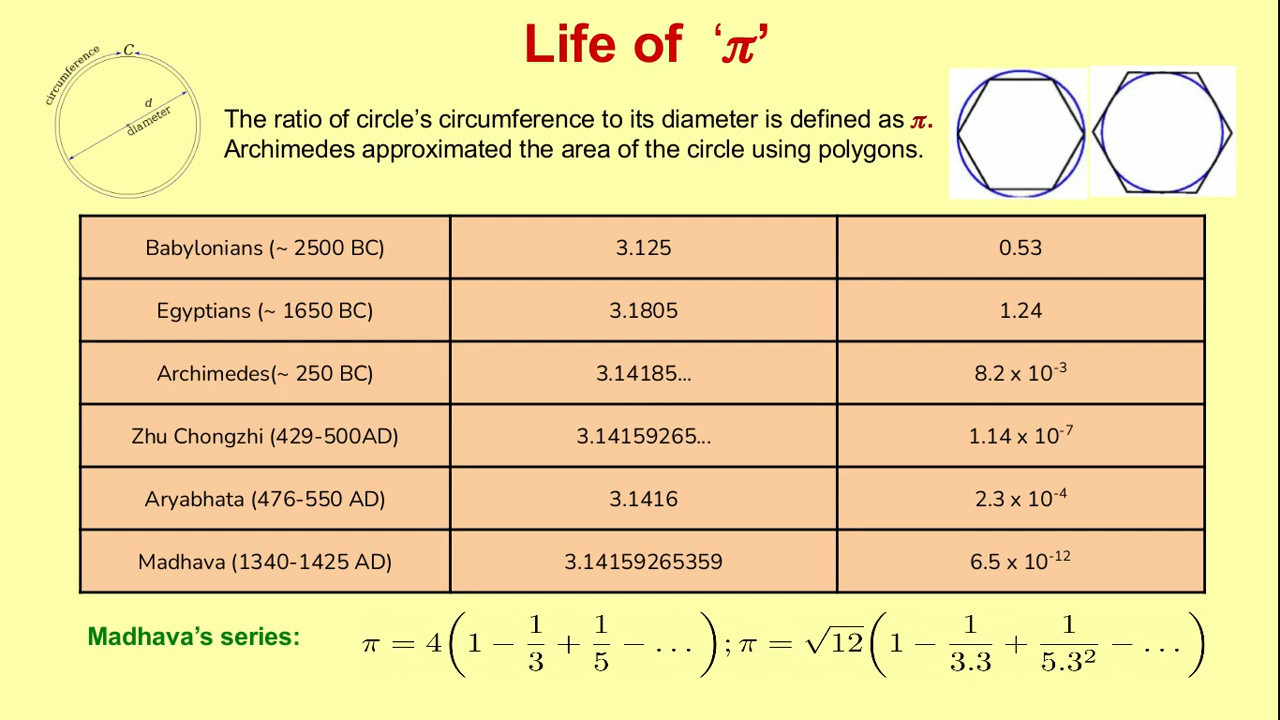 Life of ‘π’
circumference
C
d
diameter
The ratio of circle’s circumference to its diameter is defined as π.
Archimedes approximated the area of the circle using polygons.
Babylonians (~ 2500 BC) 3.125 0.53
Egyptians (~ 1650 BC) 3.1805 1.24
Archimedes(~ 250 BC) 3.14185... 8.2 x 10⁻³
Zhu Chongzhi (429-500AD) 3.14159265... 1.14 x 10⁻⁷
Aryabhata (476-550 AD) 3.1416 2.3 x 10⁻⁴
Madhava (1340-1425 AD) 3.14159265359 6.5 x 10⁻¹²
Madhava’s series: π = 4(1 − 1/3 + 1/5 − ...); π = √12(1 − 1/3.3 + 1/5.3² − ...)